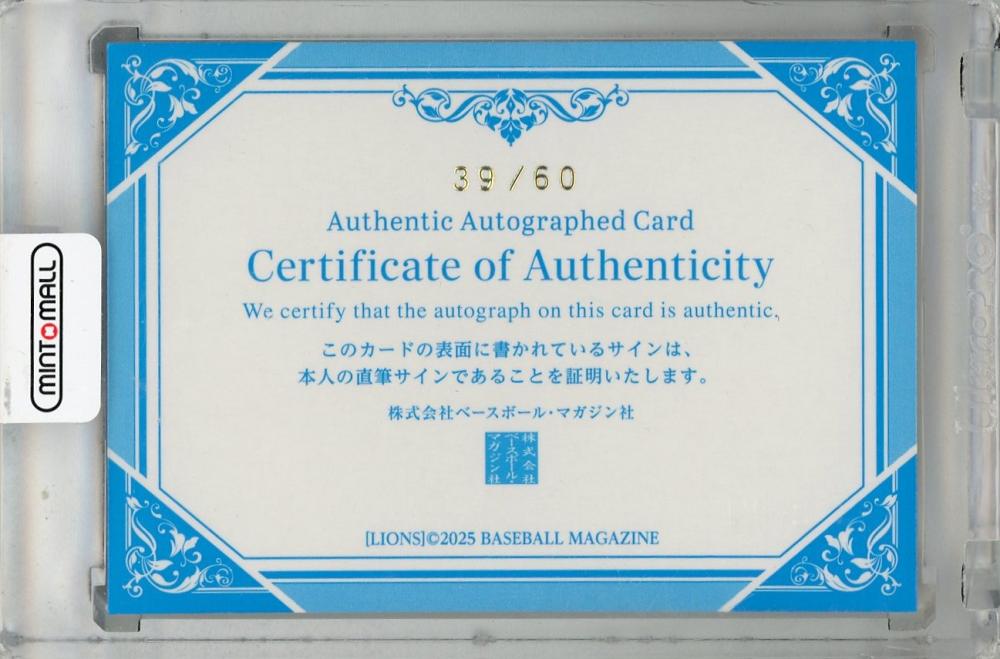 39/60
Authentic Autographed Card
Certificate of Authenticity
We certify that the autograph on this card is authentic.
このカードの表面に書かれているサインは、
本人の直筆サインであることを証明いたします。
株式会社ベースボール・マガジン社
株式会社
ベースボール・
マガジン社
[LIONS]©2025 BASEBALL MAGAZINE
MINT MALL